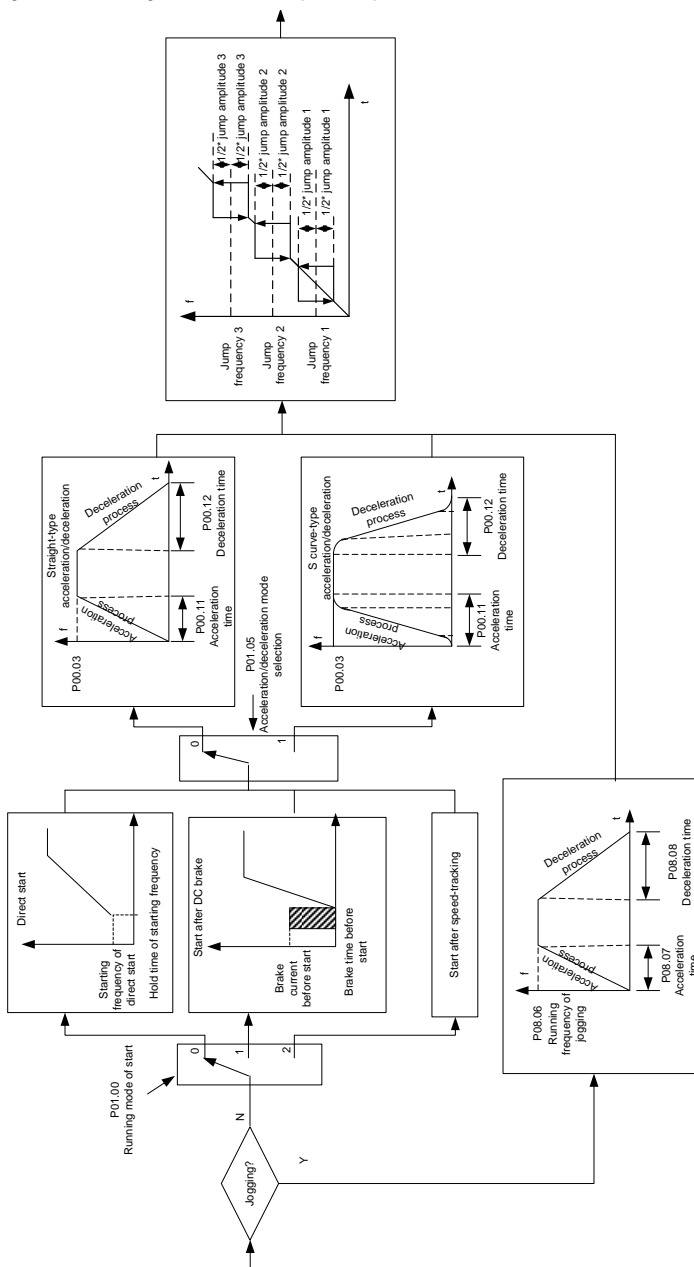 Jogging?
N
Y
P01.00
Running mode of start
0
1
2
Direct start
Starting
frequency of
direct start
Hold time of starting frequency
Start after DC brake
Brake
current
before start
Brake time before
start
Start after speed-tracking
P08.06
Running
frequency of
jogging
f
t
Acceleration
process
Deceleration
process
P08.07
Acceleration
time
P08.08
Deceleration time
0
1
P01.05
Acceleration/deceleration mode
selection
Straight-type
acceleration/deceleration
f
P00.03
t
Acceleration
process
Deceleration
process
P00.11
Acceleration
time
P00.12
Deceleration time
S curve-type
acceleration/deceleration
f
P00.03
t
Acceleration
process
Deceleration
process
P00.11
Acceleration
time
P00.12
Deceleration time
f
t
Jump
frequency 3
Jump
frequency 2
Jump
frequency 1
1/2* jump amplitude 3
1/2* jump amplitude 3
1/2* jump amplitude 2
1/2* jump amplitude 2
1/2* jump amplitude 1
1/2* jump amplitude 1